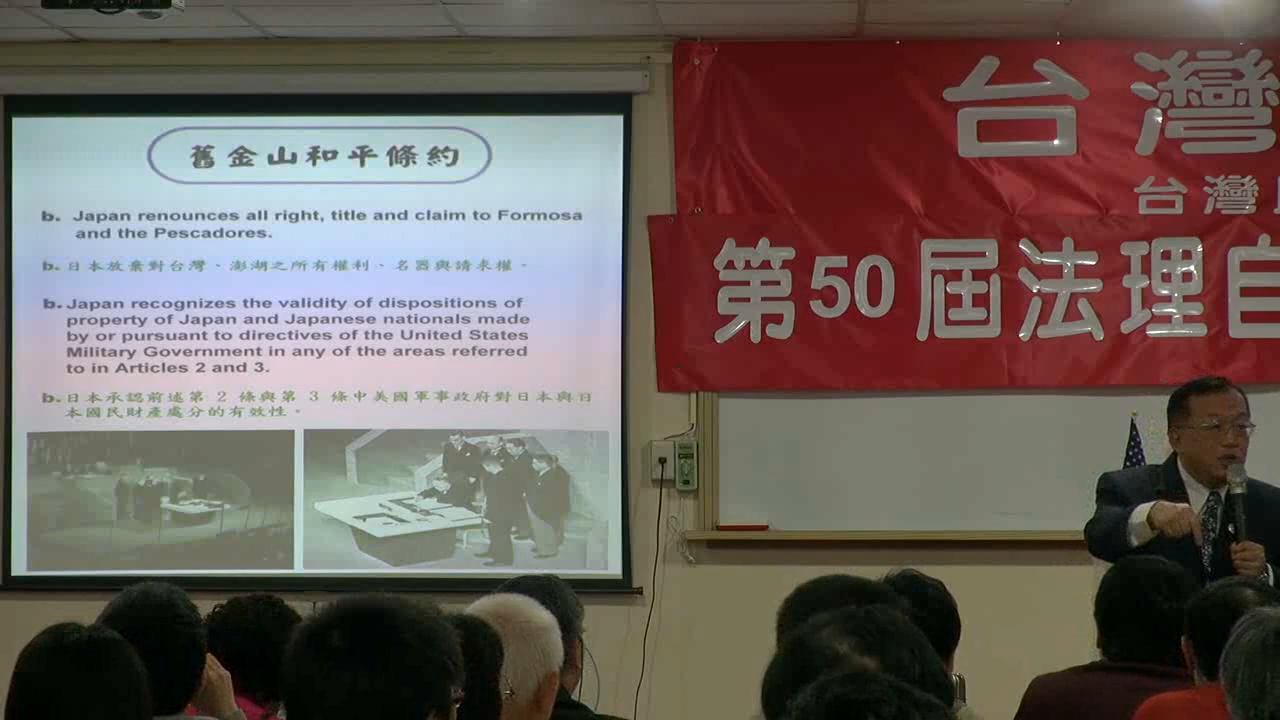 舊金山和平條約
b. Japan renounces all right, title and claim to Formosa
and the Pescadores.
b. 日本放棄對台灣、澎湖之所有權利、名器與請求權。
b. Japan recognizes the validity of dispositions of
property of Japan and Japanese nationals made
by or pursuant to directives of the United States
Military Government in any of the areas referred
to in Articles 2 and 3.
b. 日本承認前述第 2 條與第 3 條中美國軍事政府對日本與日
本國民財產處分的有效性。
台灣
台灣
第50屆法理自